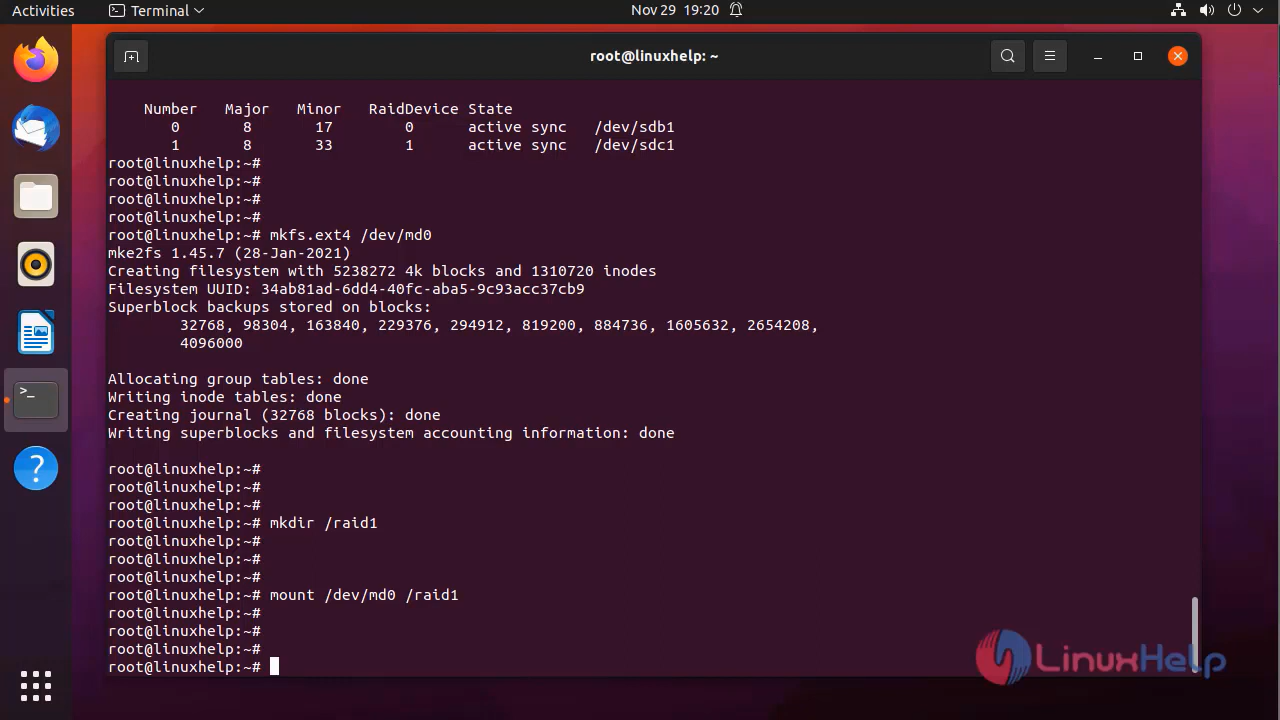 Activities Terminal Nov 29 19:20
root@linuxhelp: ~
Number Major Minor RaidDevice State
0 8 17 0 active sync /dev/sdb1
1 8 33 1 active sync /dev/sdc1
root@linuxhelp:~#
root@linuxhelp:~#
root@linuxhelp:~#
root@linuxhelp:~#
root@linuxhelp:~# mkfs.ext4 /dev/md0
mke2fs 1.45.7 (28-Jan-2021)
Creating filesystem with 5238272 4k blocks and 1310720 inodes
Filesystem UUID: 34ab81ad-6dd4-40fc-aba5-9c93acc37cb9
Superblock backups stored on blocks:
32768, 98304, 163840, 229376, 294912, 819200, 884736, 1605632, 2654208,
4096000
Allocating group tables: done
Writing inode tables: done
Creating journal (32768 blocks): done
Writing superblocks and filesystem accounting information: done
root@linuxhelp:~#
root@linuxhelp:~#
root@linuxhelp:~#
root@linuxhelp:~# mkdir /raid1
root@linuxhelp:~#
root@linuxhelp:~#
root@linuxhelp:~#
root@linuxhelp:~# mount /dev/md0 /raid1
root@linuxhelp:~#
root@linuxhelp:~#
root@linuxhelp:~#
root@linuxhelp:~#
LinuxHelp